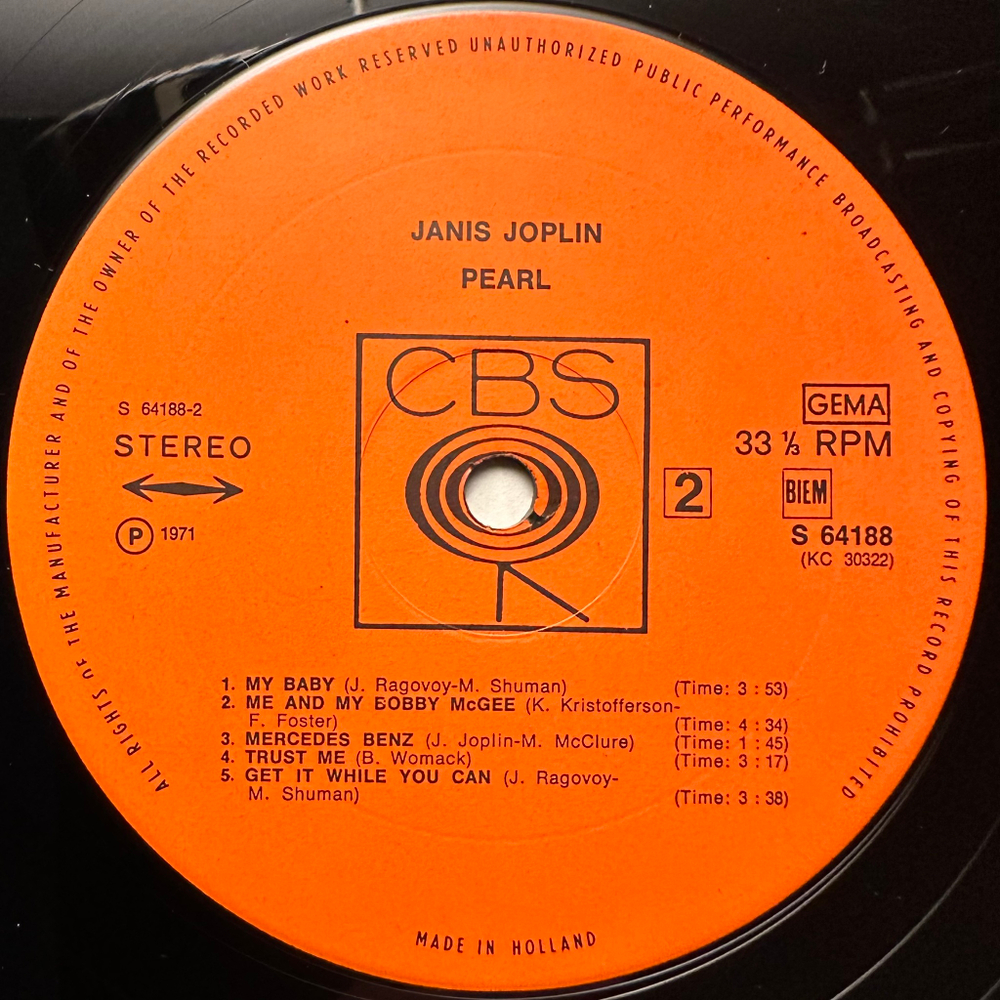 ALL RIGHTS OF THE MANUFACTURER AND OF THE OWNER OF THE RECORDED WORK RESERVED UNAUTHORIZED PUBLIC PERFORMANCE BROADCASTING AND COPYING OF THIS RECORD PROHIBITED
JANIS JOPLIN
PEARL
CBS
S 64188-2
STEREO
P 1971
GEMA
33 ⅓ RPM
2
BIEM
S 64188
(KC 30322)
1. MY BABY (J. Ragovoy-M. Shuman) (Time: 3 : 53)
2. ME AND MY BOBBY McGEE (K. Kristofferson-
F. Foster) (Time: 4 : 34)
3. MERCEDES BENZ (J. Joplin-M. McClure) (Time: 1 : 45)
4. TRUST ME (B. Womack) (Time: 3 : 17)
5. GET IT WHILE YOU CAN (J. Ragovoy-
M. Shuman) (Time: 3 : 38)
MADE IN HOLLAND